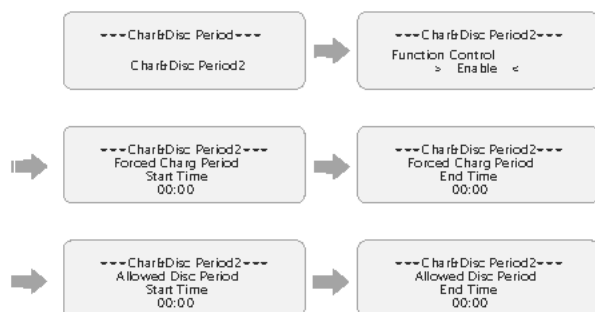 ---Char&Disc Period---
Char&Disc Period2
---Char&Disc Period2---
Function Control
> Enable <
---Char&Disc Period2---
Forced Charg Period
Start Time
00:00
---Char&Disc Period2---
Forced Charg Period
End Time
00:00
---Char&Disc Period2---
Allowed Disc Period
Start Time
00:00
---Char&Disc Period2---
Allowed Disc Period
End Time
00:00